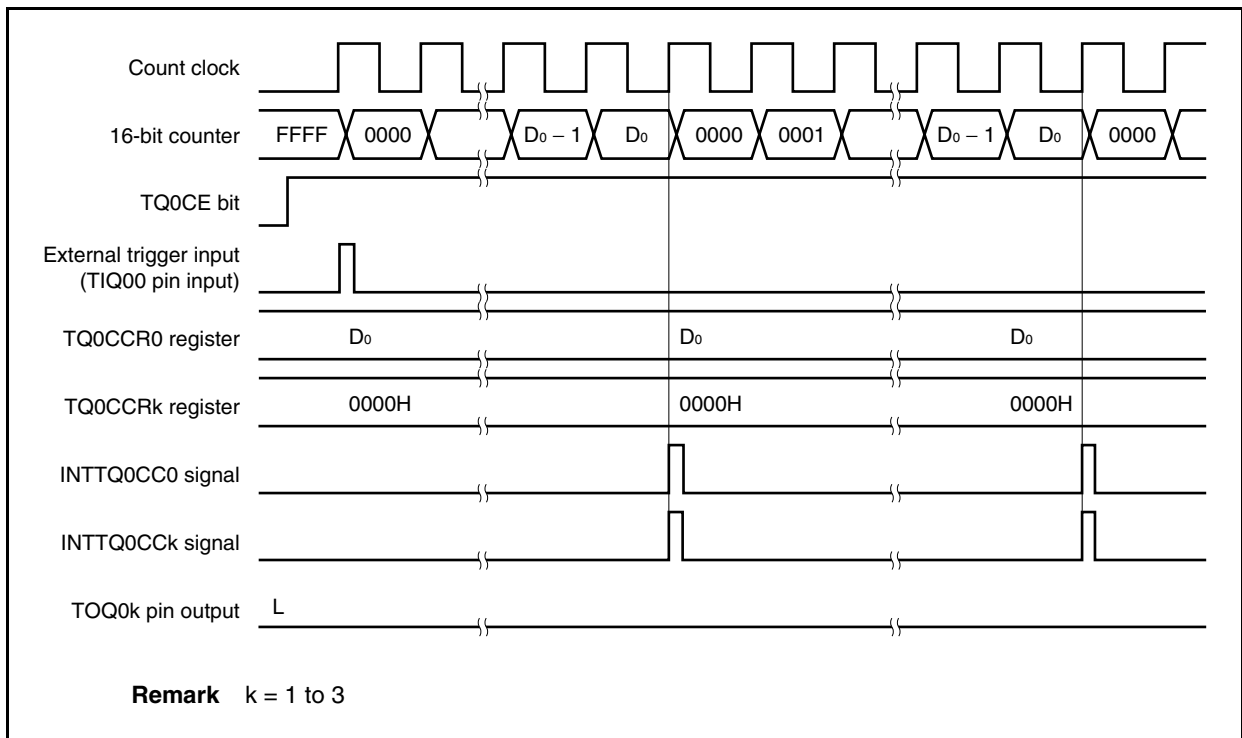 Count clock
16-bit counter FFFF 0000 D0 − 1 D0 0000 0001 D0 − 1 D0 0000
TQ0CE bit
External trigger input
(TIQ00 pin input)
TQ0CCR0 register D0 D0 D0
TQ0CCRk register 0000H 0000H 0000H
INTTQ0CC0 signal
INTTQ0CCk signal
TOQ0k pin output L
Remark k = 1 to 3